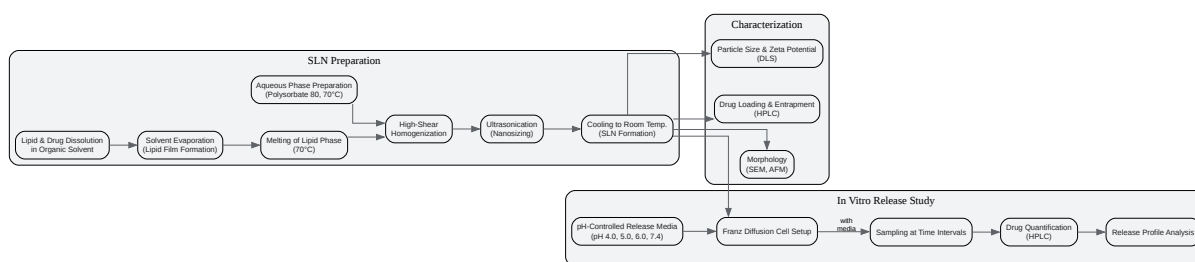 Characterization
Particle Size & Zeta Potential
(DLS)
Drug Loading & Entrapment
(HPLC)
Morphology
(SEM, AFM)
SLN Preparation
Aqueous Phase Preparation
(Polysorbate 80, 70°C)
Lipid & Drug Dissolution
in Organic Solvent
Solvent Evaporation
(Lipid Film Formation)
Melting of Lipid Phase
(70°C)
High-Shear
Homogenization
Ultrasonication
(Nanosizing)
Cooling to Room Temp.
(SLN Formation)
In Vitro Release Study
pH-Controlled Release Media
(pH 4.0, 5.0, 6.0, 7.4)
Franz Diffusion Cell Setup
with
media
Sampling at Time Intervals
Drug Quantification
(HPLC)
Release Profile Analysis